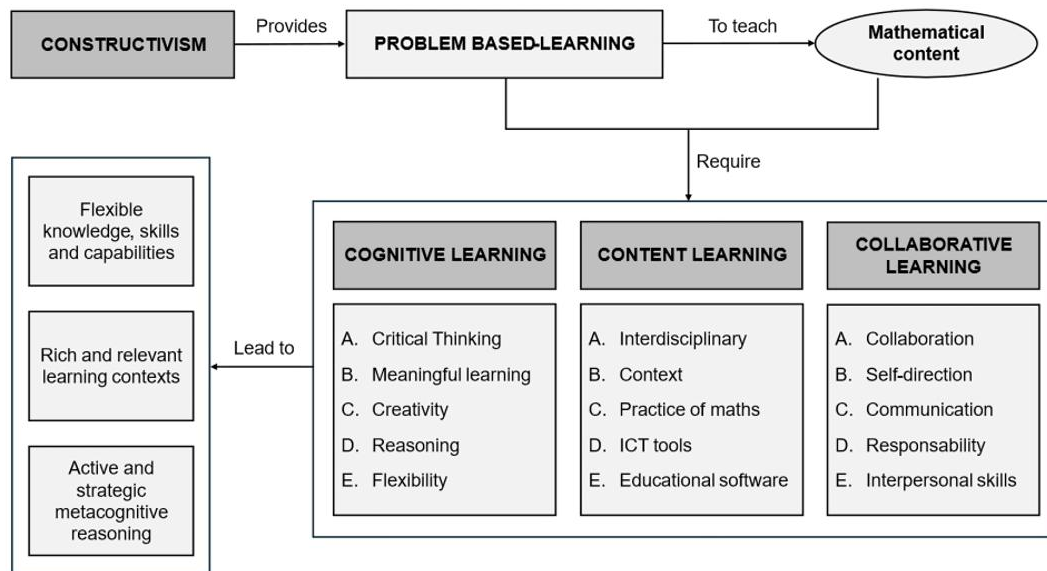 CONSTRUCTIVISM
Provides
PROBLEM BASED-LEARNING
To teach
Mathematical
content
Require
Flexible
knowledge, skills
and capabilities
Rich and relevant
learning contexts
Active and
strategic
metacognitive
reasoning
Lead to
COGNITIVE LEARNING
A. Critical Thinking
B. Meaningful learning
C. Creativity
D. Reasoning
E. Flexibility
CONTENT LEARNING
A. Interdisciplinary
B. Context
C. Practice of maths
D. ICT tools
E. Educational software
COLLABORATIVE
LEARNING
A. Collaboration
B. Self-direction
C. Communication
D. Responsability
E. Interpersonal skills